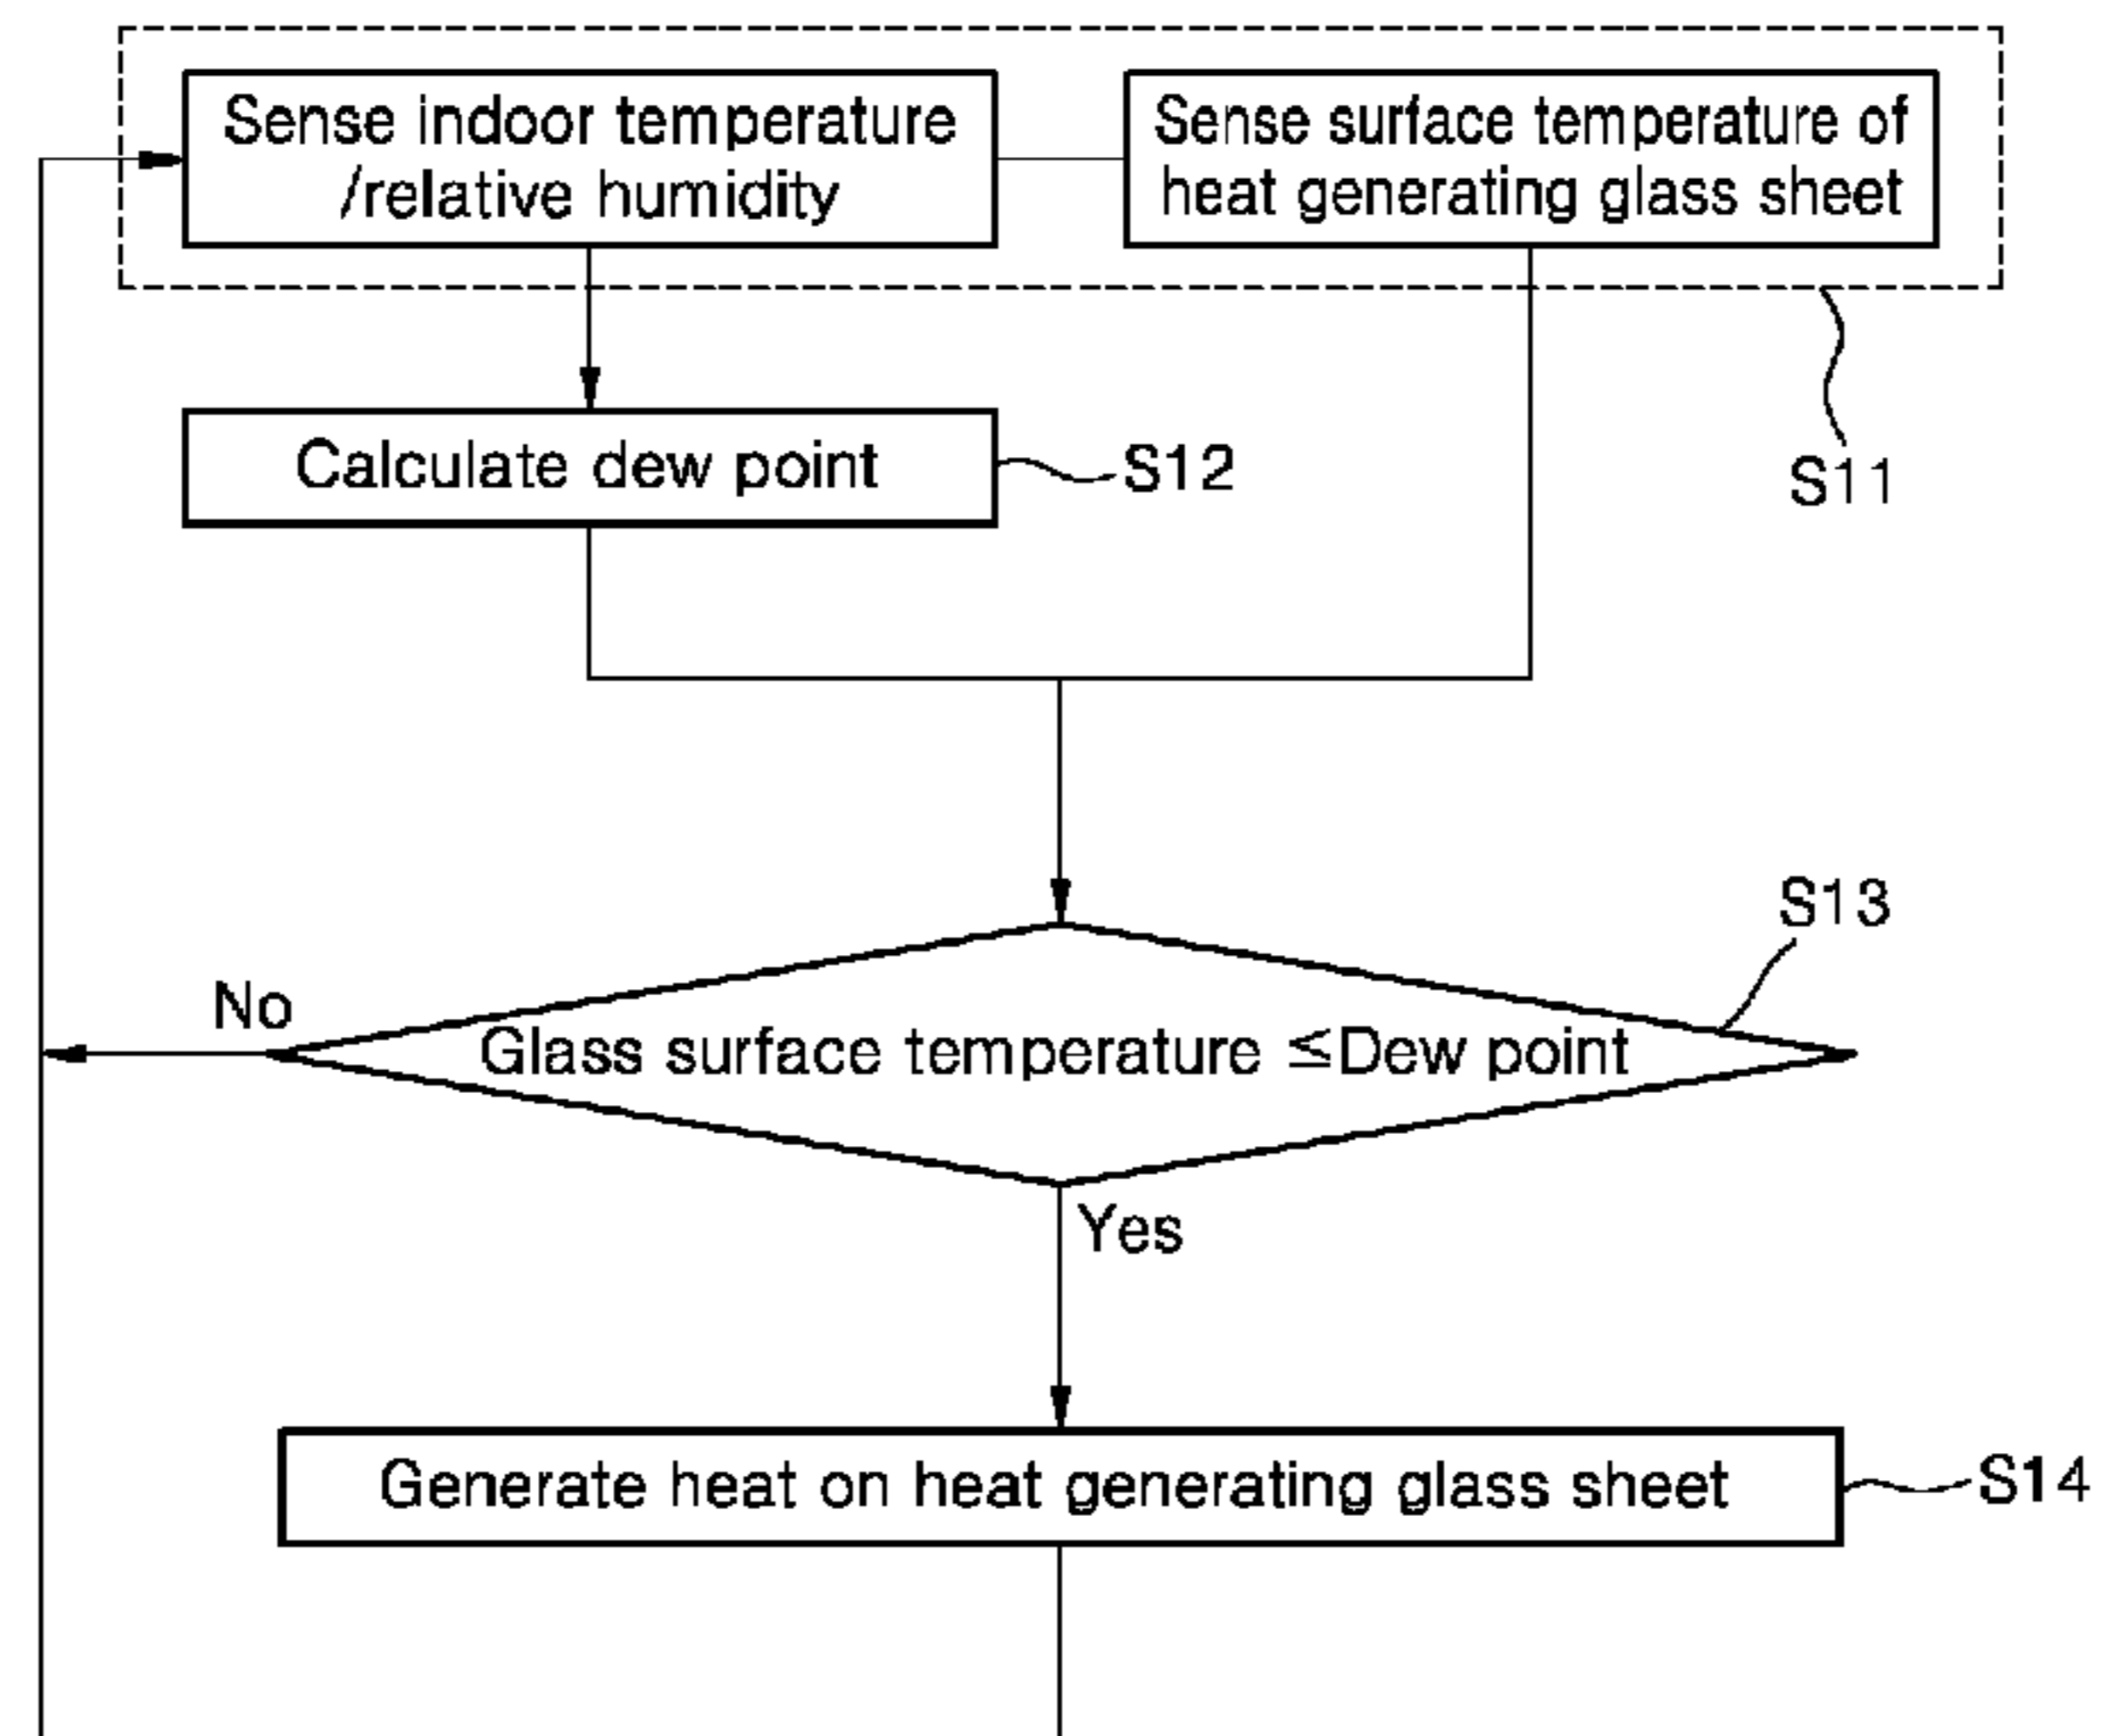 Sense indoor temperature
/relative humidity
Sense surface temperature of
heat generating glass sheet
S11
Calculate dew point
S12
S13
No
Glass surface temperature ≤Dew point
Yes
Generate heat on heat generating glass sheet
S14